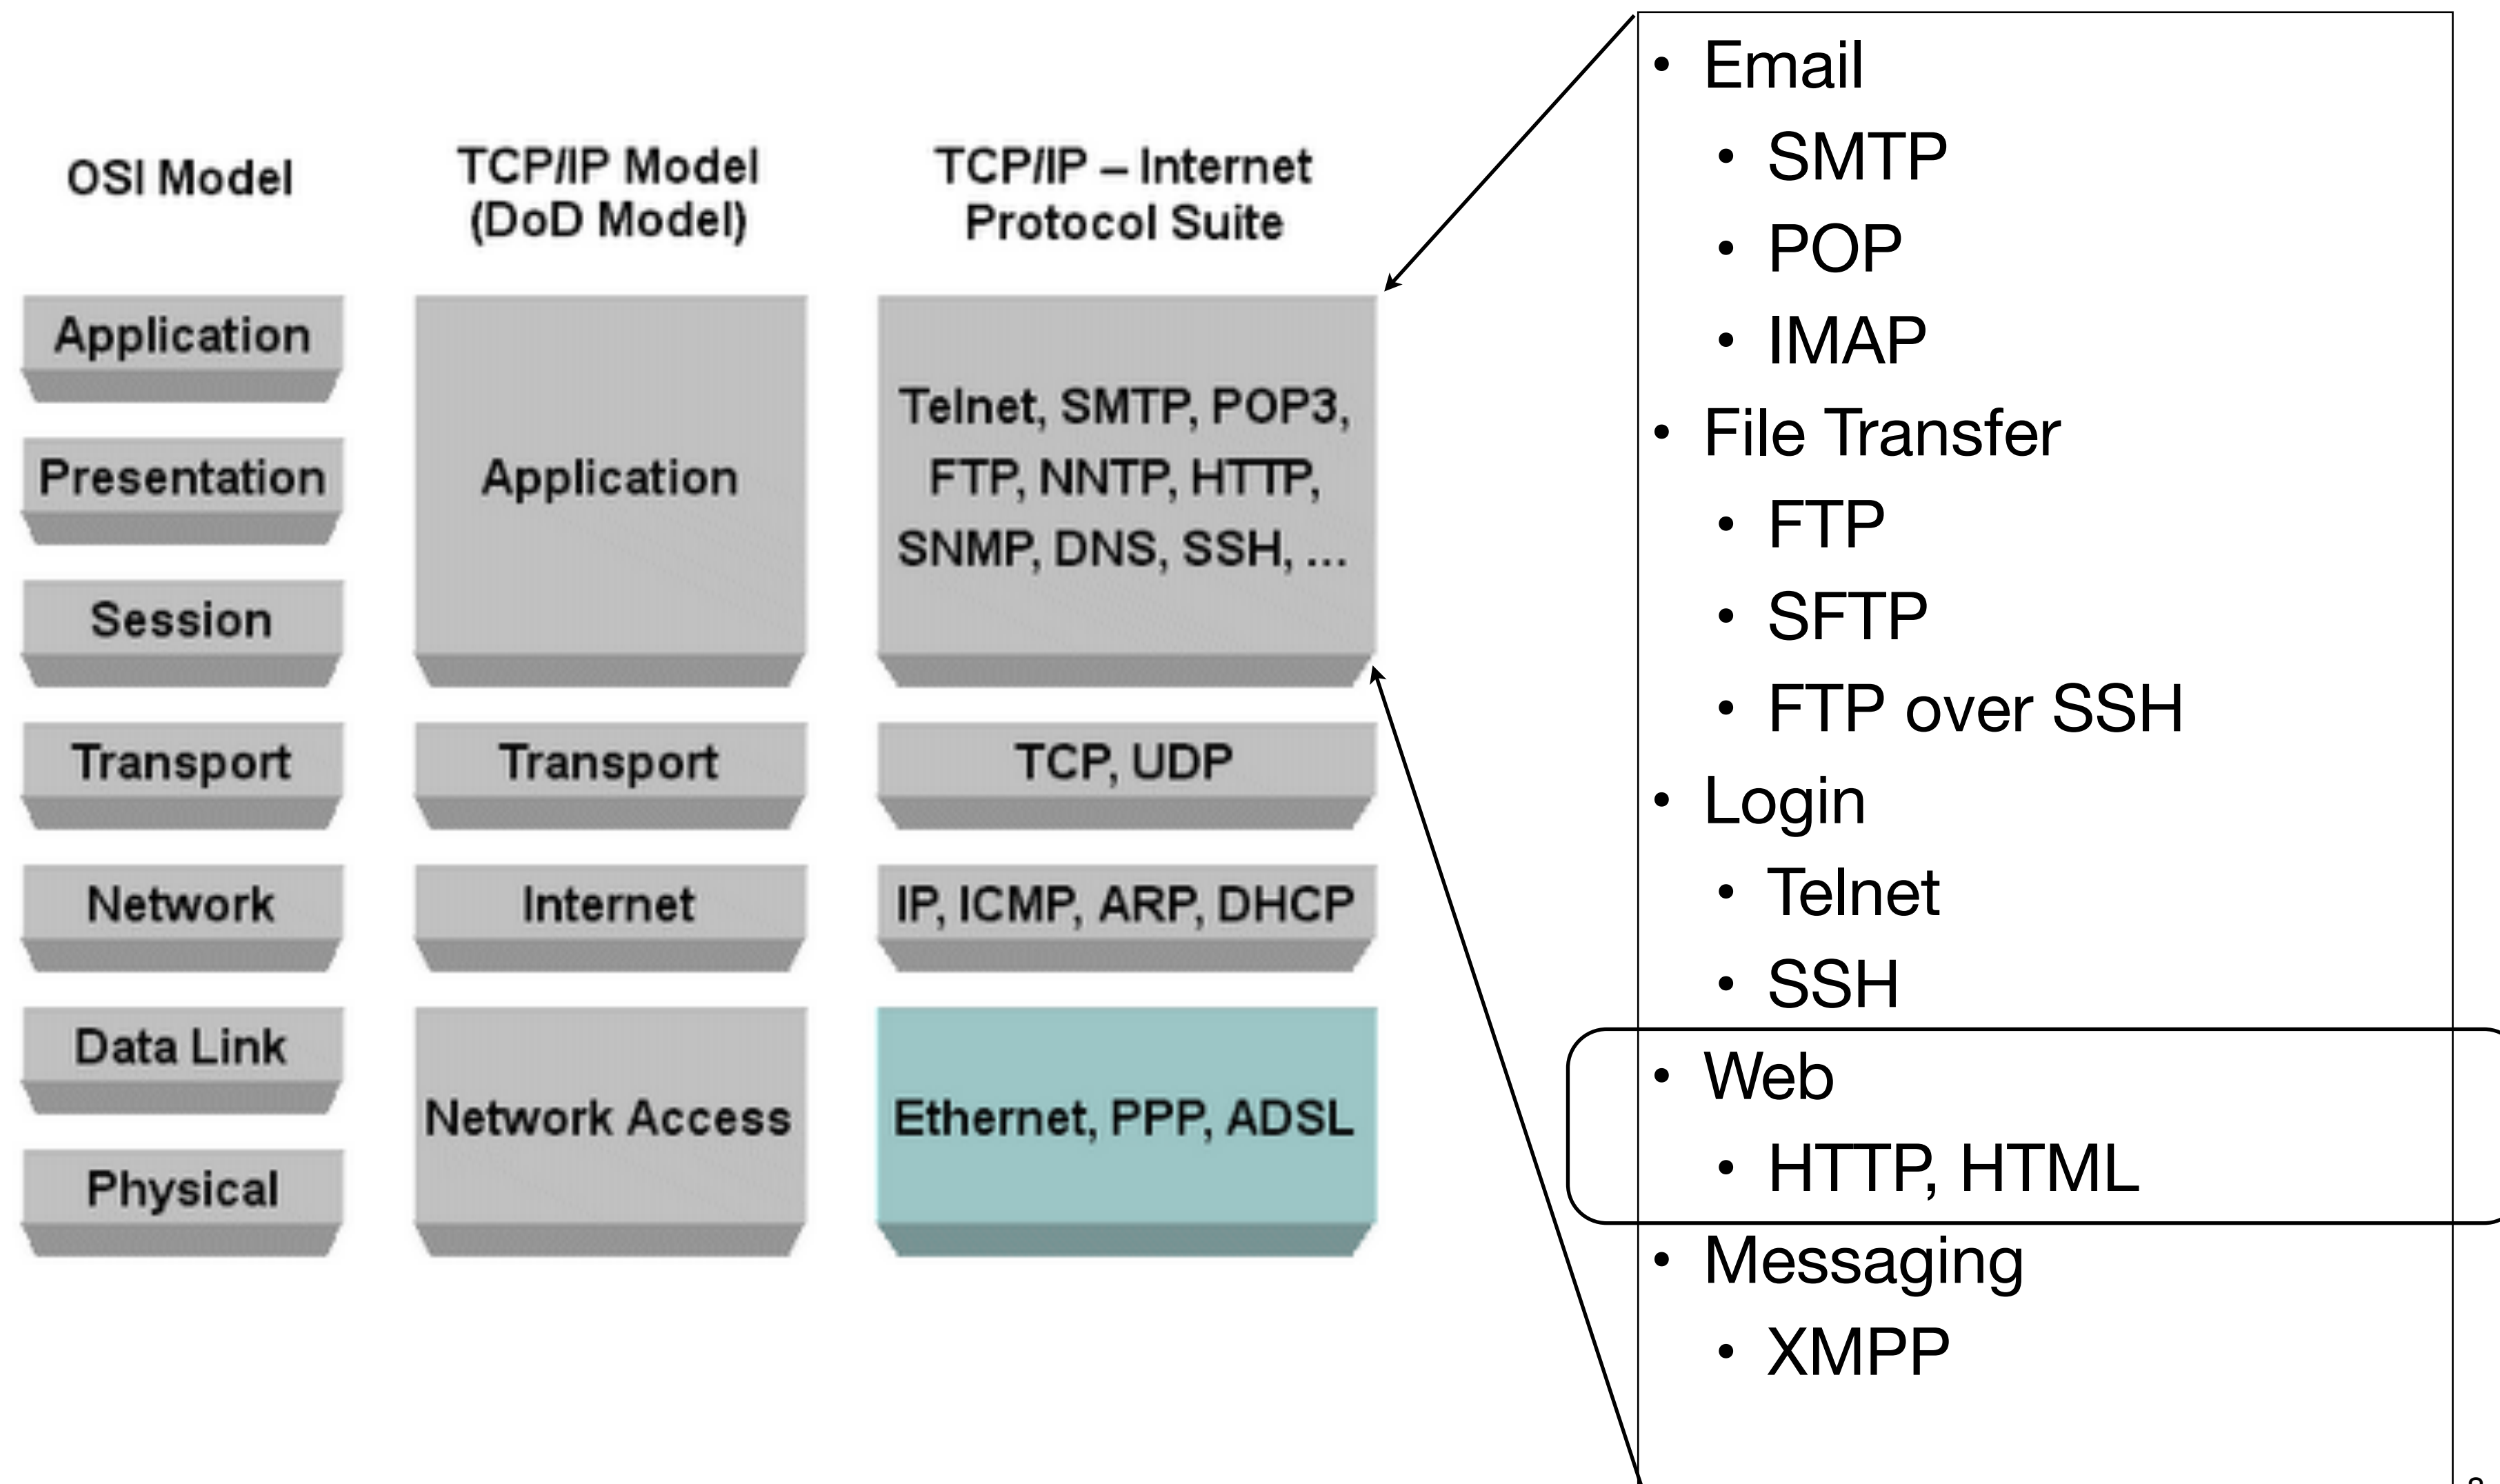 OSI Model
Application
Presentation
Session
Transport
Network
Data Link
Physical
TCP/IP Model
(DoD Model)
Application
Transport
Internet
Network Access
TCP/IP – Internet
Protocol Suite
Telnet, SMTP, POP3,
FTP, NNTP, HTTP,
SNMP, DNS, SSH, ...
TCP, UDP
IP, ICMP, ARP, DHCP
Ethernet, PPP, ADSL
• Email
• SMTP
• POP
• IMAP
• File Transfer
• FTP
• SFTP
• FTP over SSH
• Login
• Telnet
• SSH
• Web
• HTTP, HTML
• Messaging
• XMPP